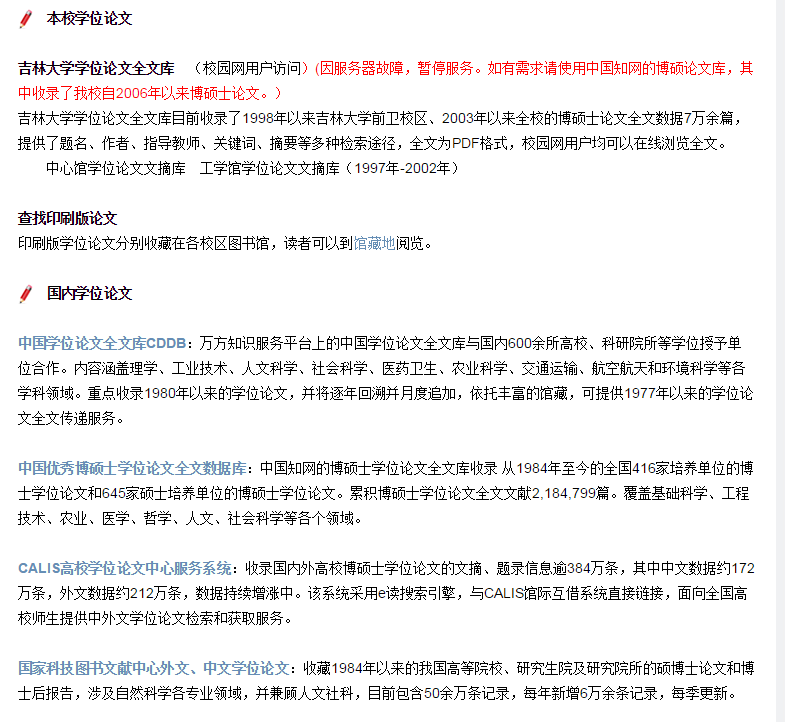 本校学位论文
吉林大学学位论文全文库 （校园网用户访问）(因服务器故障，暂停服务。如有需求请使用中国知网的博硕论文库，其
中收录了我校自2006年以来博硕士论文。）
吉林大学学位论文全文库目前收录了1998年以来吉林大学前卫校区、2003年以来全校的博硕士论文全文数据7万余篇，
提供了题名、作者、指导教师、关键词、摘要等多种检索途径，全文为PDF格式，校园网用户均可以在线浏览全文。
中心馆学位论文文摘库 工学馆学位论文文摘库（1997年-2002年）
查找印刷版论文
印刷版学位论文分别收藏在各校区图书馆，读者可以到馆藏地阅览。
国内学位论文
中国学位论文全文库CDDB：万方知识服务平台上的中国学位论文全文库与国内600余所高校、科研院所等学位授予单
位合作。内容涵盖理学、工业技术、人文科学、社会科学、医药卫生、农业科学、交通运输、航空航天和环境科学等各
学科领域。重点收录1980年以来的学位论文，并将逐年回溯并月度追加，依托丰富的馆藏，可提供1977年以来的学位论
文全文传递服务。
中国优秀博硕士学位论文全文数据库：中国知网的博硕士学位论文全文库收录 从1984年至今的全国416家培养单位的博
士学位论文和645家硕士培养单位的博硕士学位论文。累积博硕士学位论文全文文献2,184,799篇。覆盖基础科学、工程
技术、农业、医学、哲学、人文、社会科学等各个领域。
CALIS高校学位论文中心服务系统：收录国内外高校博硕士学位论文的文摘、题录信息逾384万条，其中中文数据约172
万条，外文数据约212万条，数据持续增涨中。该系统采用e读搜索引擎，与CALIS馆际互借系统直接链接，面向全国高
校师生提供中外文学位论文检索和获取服务。
国家科技图书文献中心外文、中文学位论文：收藏1984年以来的我国高等院校、研究生院及研究院所的硕博士论文和博
士后报告，涉及自然科学各专业领域，并兼顾人文社科，目前包含50余万条记录，每年新增6万余条记录，每季更新。